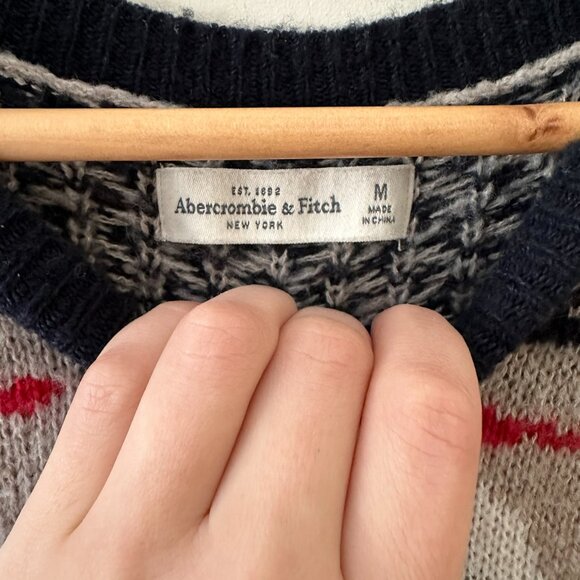 EST. 1892
Abercrombie & Fitch
NEW YORK
M
MADE
IN CHINA